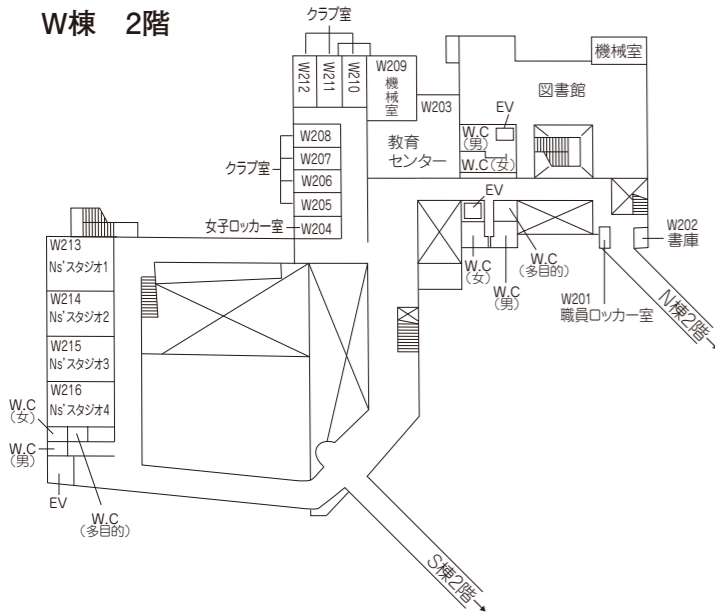 W棟　2階
クラブ室
W212
W211
W210
W209
機械室
機械室
図書館
W203
教育
センター
EV
W.C
(男)
W.C(女)
W208
W207
W206
W205
クラブ室
女子ロッカー室
W204
EV
W.C
(女)
W.C
(男)
W.C
(多目的)
W202
書庫
W201
職員ロッカー室
N棟2階→
W213
Ns'スタジオ1
W214
Ns'スタジオ2
W215
Ns'スタジオ3
W216
Ns'スタジオ4
W.C
(女)
W.C
(男)
EV
W.C
(多目的)
S棟2階→